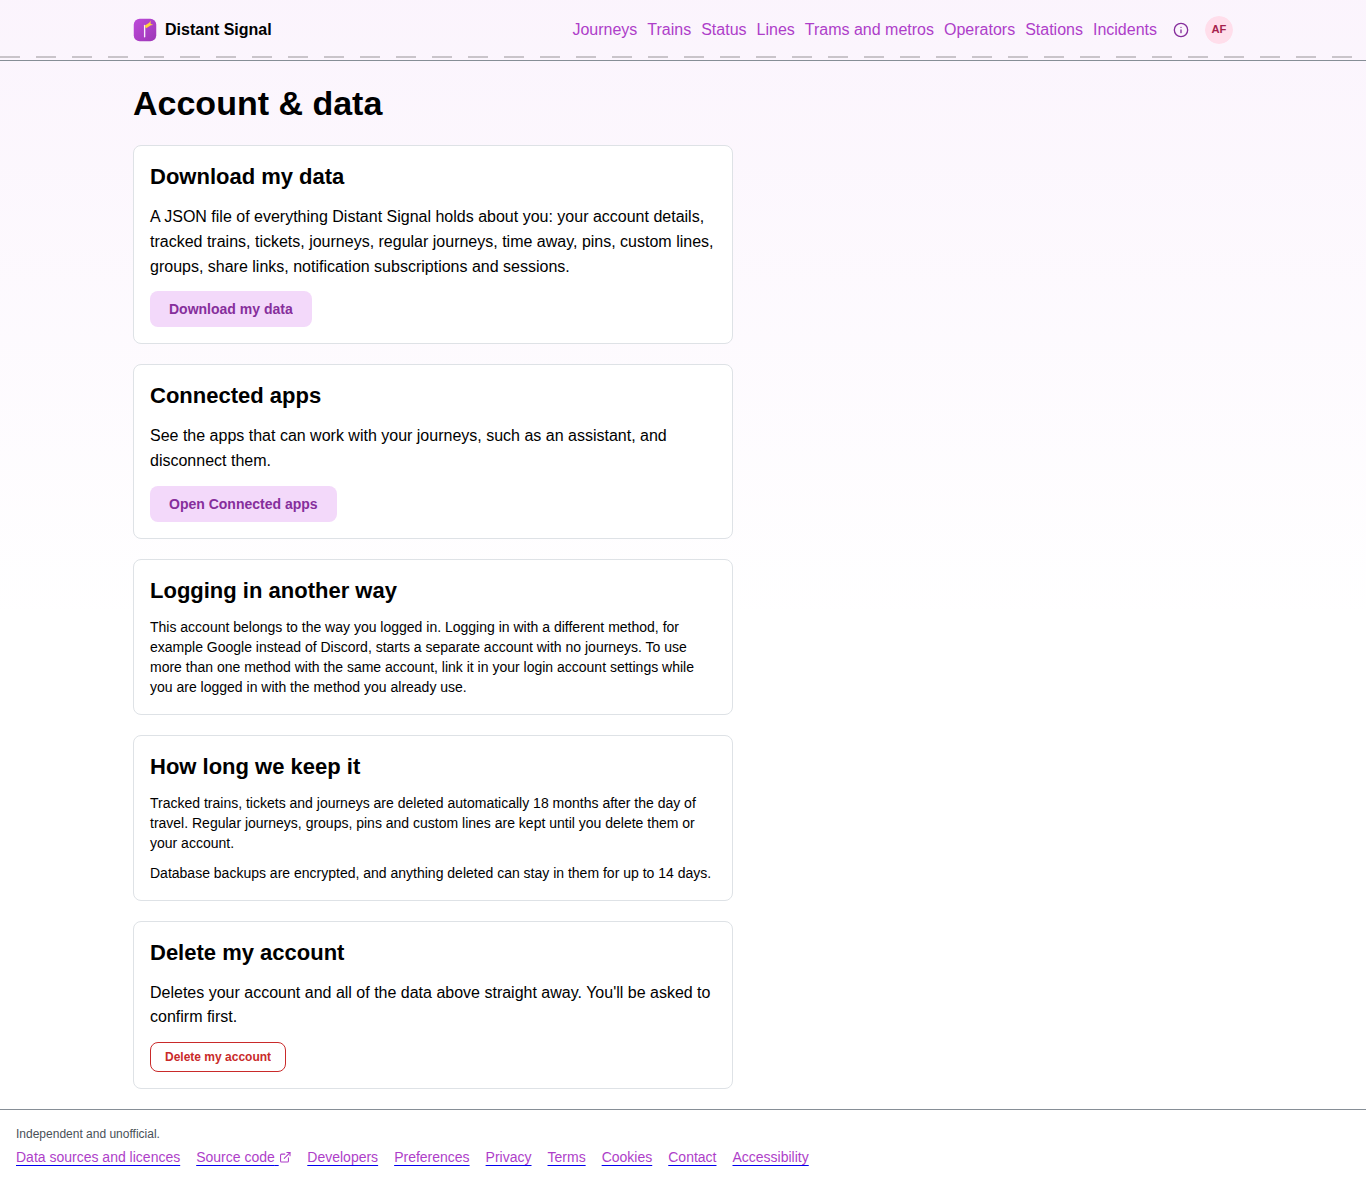 Distant Signal
Journeys Trains Status Lines Trams and metros Operators Stations Incidents AF
Account & data
Download my data
A JSON file of everything Distant Signal holds about you: your account details,
tracked trains, tickets, journeys, regular journeys, time away, pins, custom lines,
groups, share links, notification subscriptions and sessions.
Download my data
Connected apps
See the apps that can work with your journeys, such as an assistant, and
disconnect them.
Open Connected apps
Logging in another way
This account belongs to the way you logged in. Logging in with a different method, for
example Google instead of Discord, starts a separate account with no journeys. To use
more than one method with the same account, link it in your login account settings while
you are logged in with the method you already use.
How long we keep it
Tracked trains, tickets and journeys are deleted automatically 18 months after the day of
travel. Regular journeys, groups, pins and custom lines are kept until you delete them or
your account.
Database backups are encrypted, and anything deleted can stay in them for up to 14 days.
Delete my account
Deletes your account and all of the data above straight away. You'll be asked to
confirm first.
Delete my account
Independent and unofficial.
Data sources and licences Source code Developers Preferences Privacy Terms Cookies Contact Accessibility